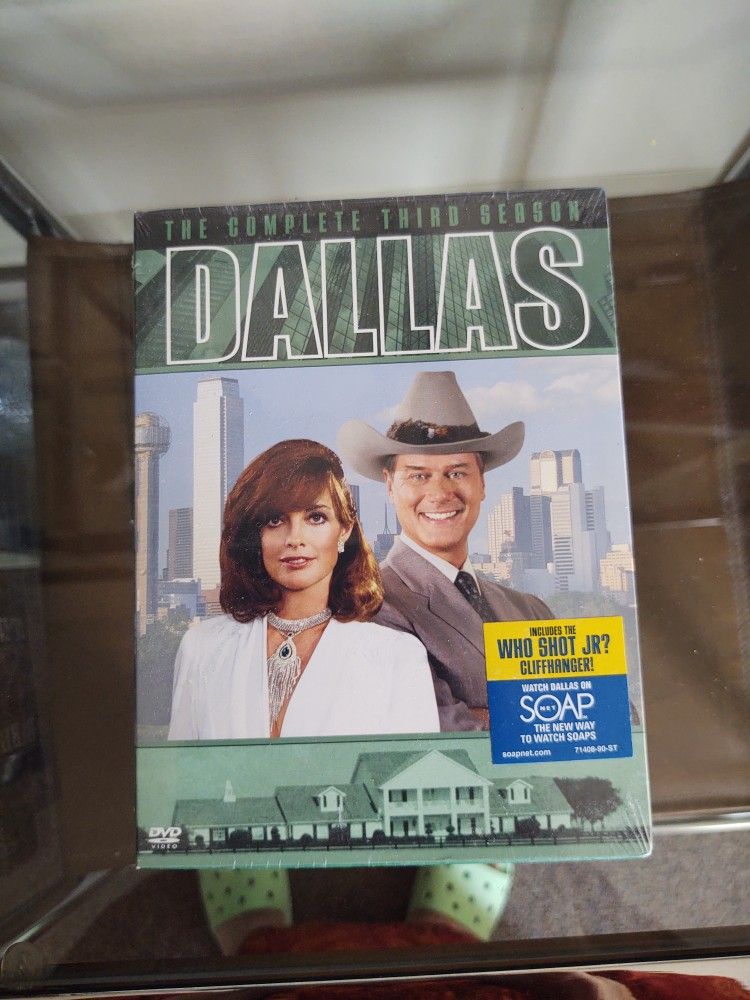 THE COMPLETE THIRD SEASON
DALLAS
INCLUDES THE
WHO SHOT JR?
CLIFFHANGER!
WATCH DALLAS ON
SOAP
NET
THE NEW WAY
TO WATCH SOAPS
soapnet.com 71408-90-ST
DVD
VIDEO